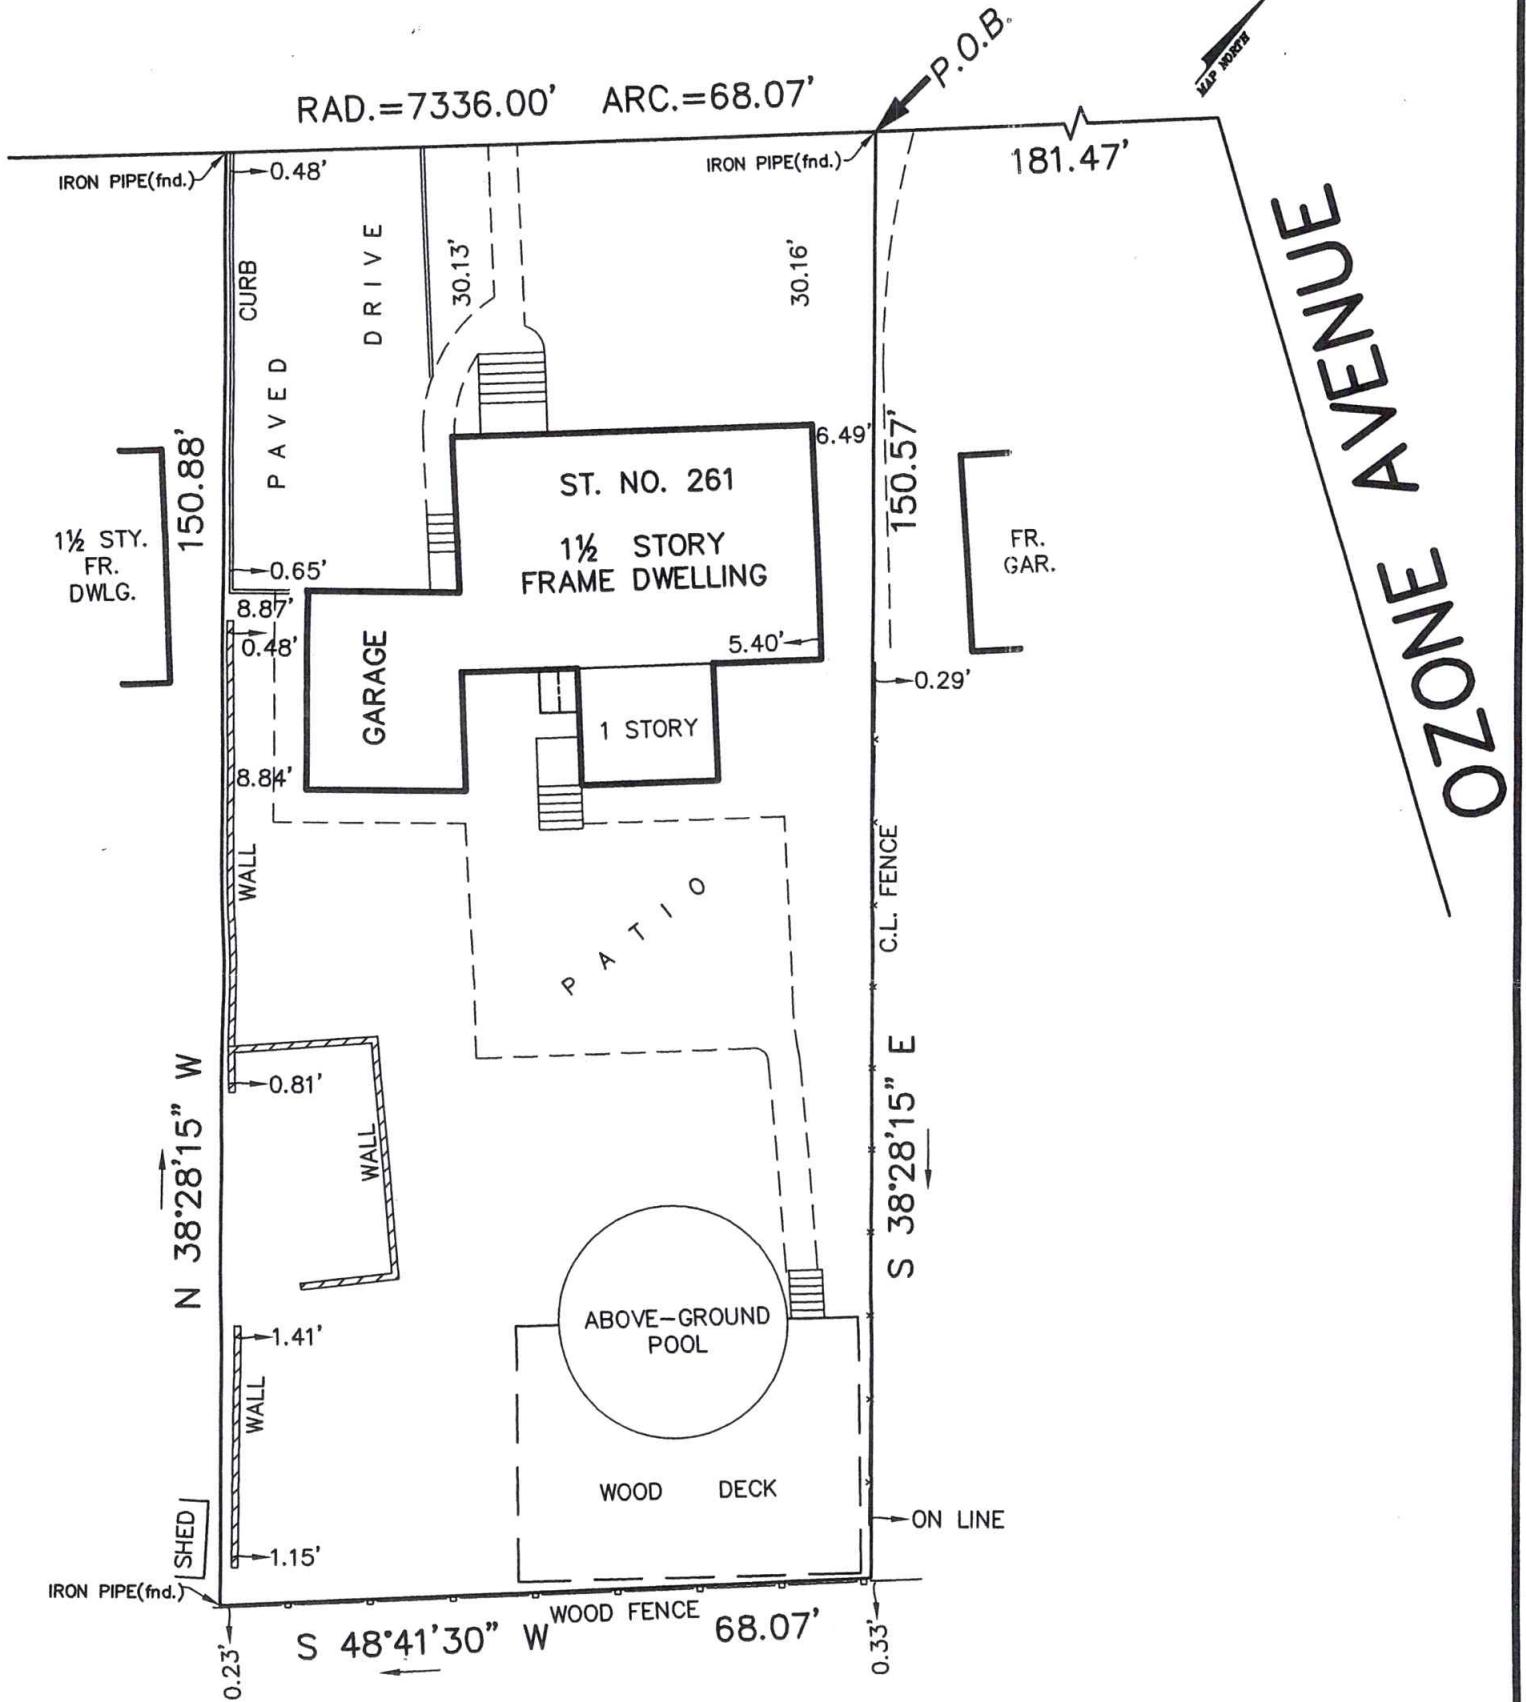 P.O.B.
MAP NORTH
RAD.=7336.00' ARC.=68.07'
IRON PIPE(fnd.)
0.48'
IRON PIPE(fnd.)
181.47'
CURB
PAVED DRIVE
30.13'
30.16'
OZONE AVENUE
150.88'
6.49'
150.57'
ST. NO. 261
1½ STORY
FRAME DWELLING
1½ STY.
FR.
DWLG.
FR.
GAR.
0.65'
8.87'
0.48'
5.40'
0.29'
GARAGE
1 STORY
8.84'
WALL
PATIO
C.L. FENCE
0.81'
N 38°28'15" W
WALL
S 38°28'15" E
ABOVE-GROUND
POOL
1.41'
WALL
WOOD DECK
SHED
ON LINE
1.15'
IRON PIPE(fnd.)
WOOD FENCE
S 48°41'30" W 68.07'
0.23'
0.33'